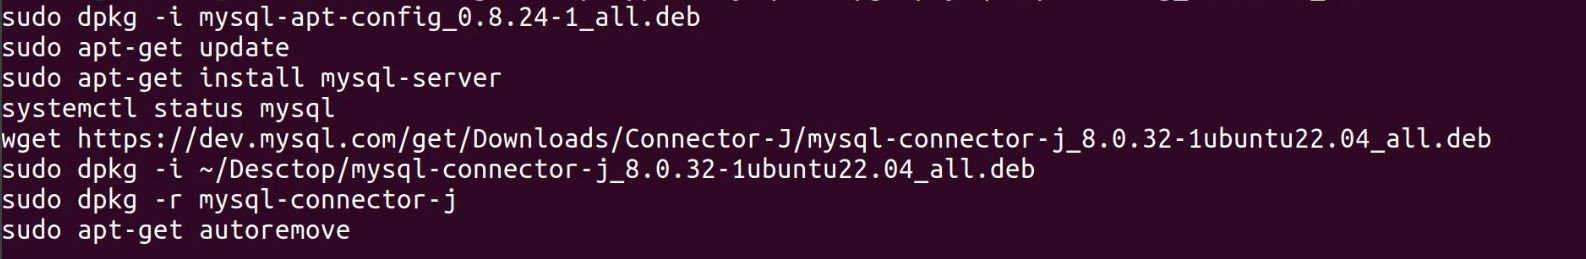 sudo dpkg -i mysql-apt-config_0.8.24-1_all.deb
sudo apt-get update
sudo apt-get install mysql-server
systemctl status mysql
wget https://dev.mysql.com/get/Downloads/Connector-J/mysql-connector-j_8.0.32-1ubuntu22.04_all.deb
sudo dpkg -i ~/Desctop/mysql-connector-j_8.0.32-1ubuntu22.04_all.deb
sudo dpkg -r mysql-connector-j
sudo apt-get autoremove